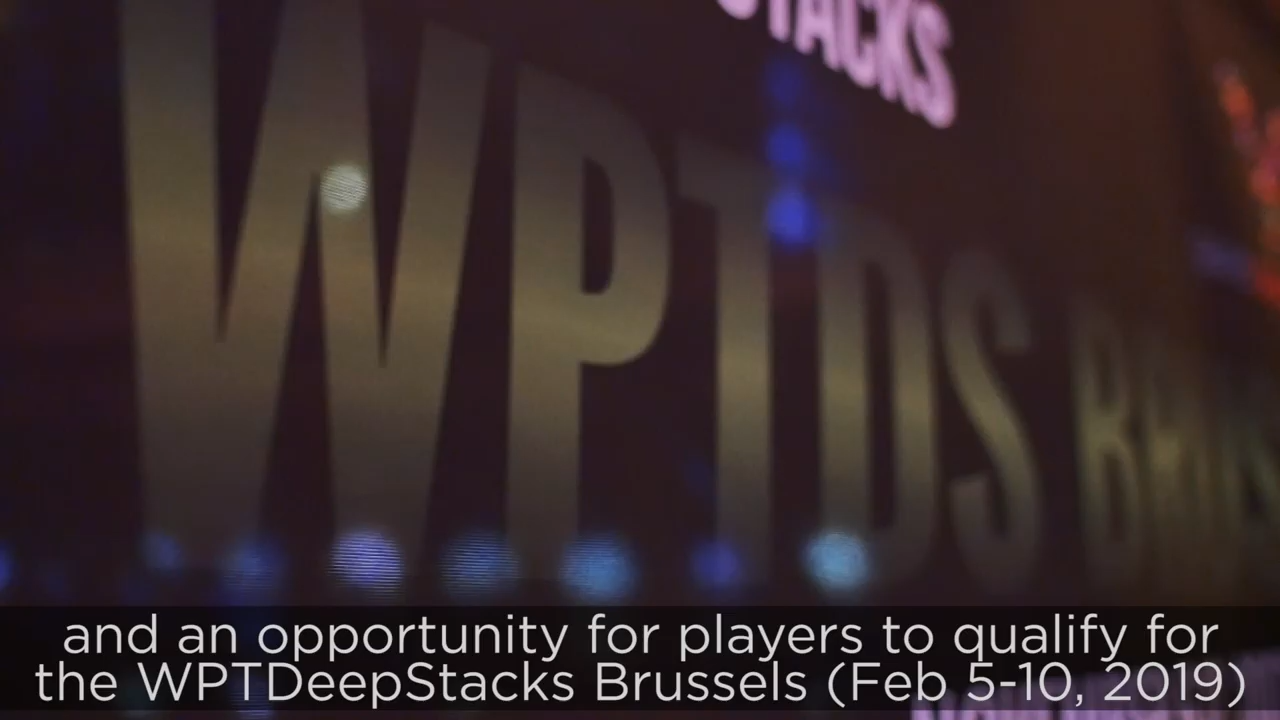 STACKS
WPTDS
and an opportunity for players to qualify for
the WPTDeepStacks Brussels (Feb 5-10, 2019)